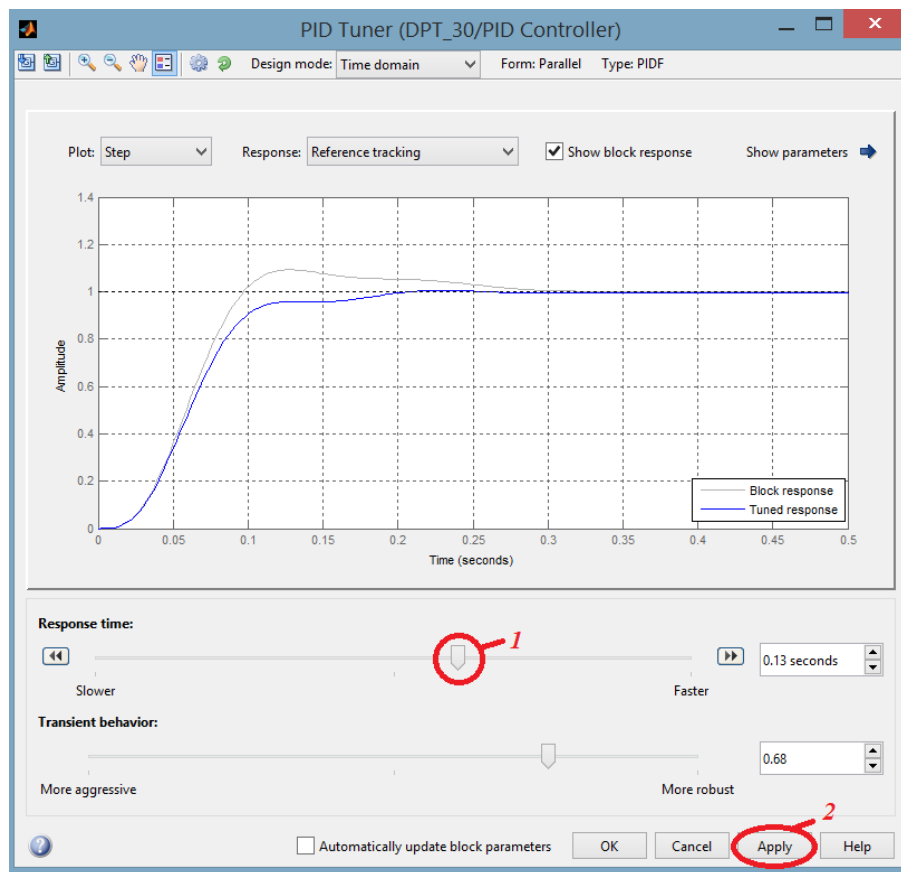 PID Tuner (DPT_30/PID Controller)
Design mode: Time domain Form: Parallel Type: PIDF
Plot: Step Response: Reference tracking Show block response Show parameters
1.4
1.2
1
0.8
0.6
0.4
0.2
0
Amplitude
0 0.05 0.1 0.15 0.2 0.25 0.3 0.35 0.4 0.45 0.5
Time (seconds)
Block response
Tuned response
Response time:
1
0.13 seconds
Slower Faster
Transient behavior:
0.68
More aggressive More robust
2
Automatically update block parameters OK Cancel Apply Help